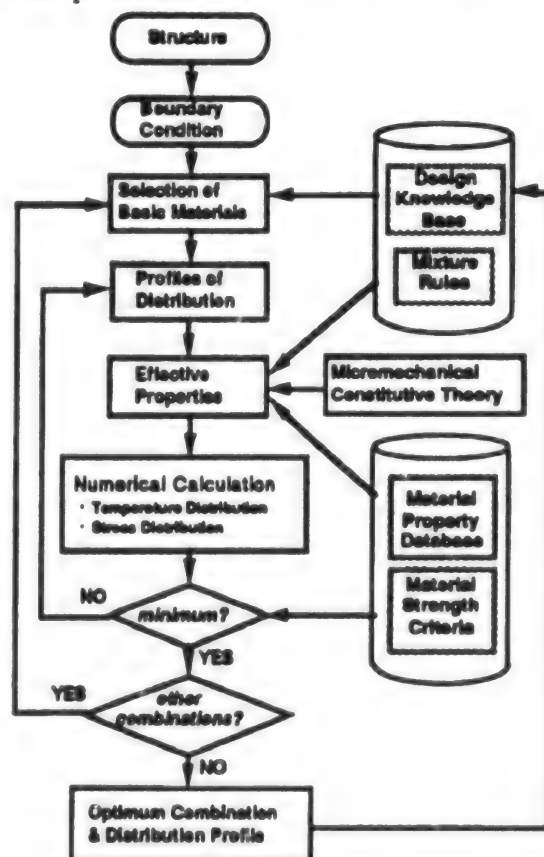 Structure
Boundary
Condition
Selection of
Basic Materials
Design
Knowledge
Base
Mixture
Rules
Profiles of
Distribution
Effective
Properties
Micromechanical
Constitutive Theory
Numerical Calculation
· Temperature Distribution
· Stress Distribution
Material
Property
Database
Material
Strength
Criteria
NO
minimum?
YES
YES
other
combinations?
NO
Optimum Combination
& Distribution Profile